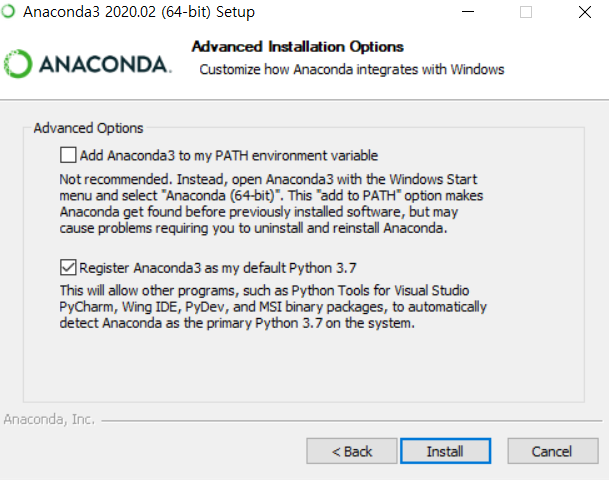 Anaconda3 2020.02 (64-bit) Setup
ANACONDA.
Advanced Installation Options
Customize how Anaconda integrates with Windows
Advanced Options
Add Anaconda3 to my PATH environment variable
Not recommended. Instead, open Anaconda3 with the Windows Start
menu and select "Anaconda (64-bit)". This "add to PATH" option makes
Anaconda get found before previously installed software, but may
cause problems requiring you to uninstall and reinstall Anaconda.
Register Anaconda3 as my default Python 3.7
This will allow other programs, such as Python Tools for Visual Studio
PyCharm, Wing IDE, PyDev, and MSI binary packages, to automatically
detect Anaconda as the primary Python 3.7 on the system.
Anaconda, Inc.
< Back
Install
Cancel